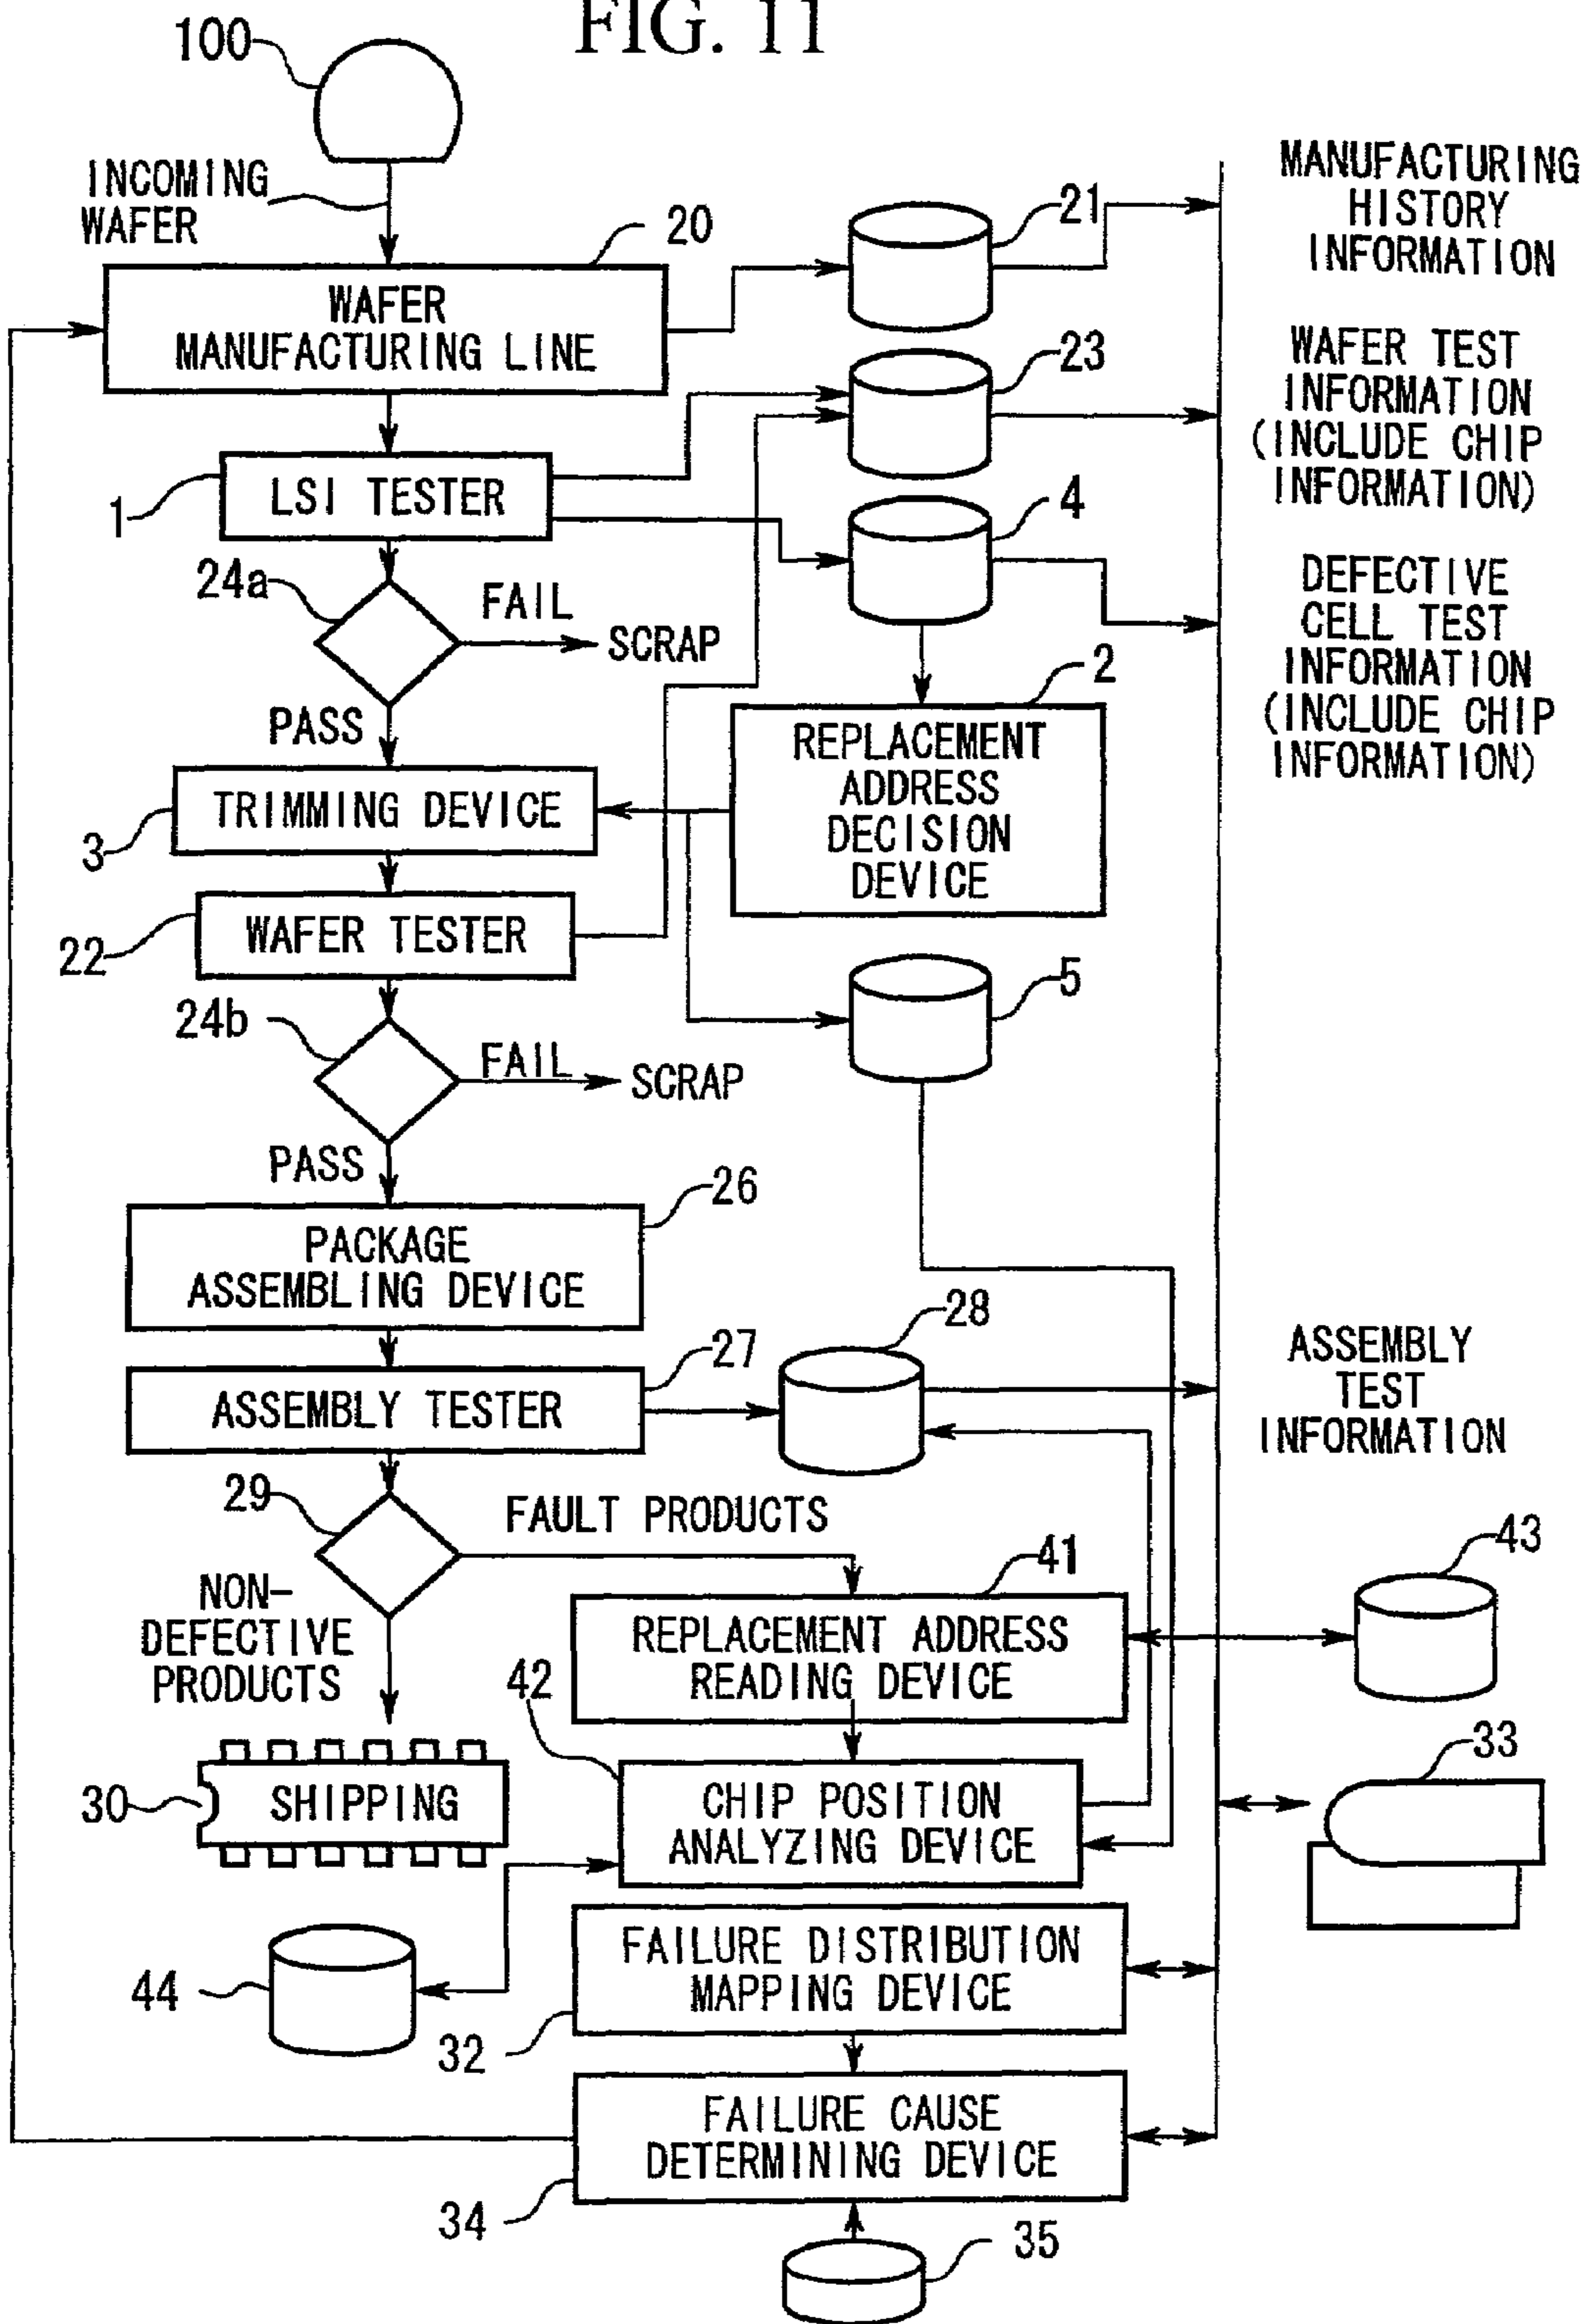 FIG. 11
100
INCOMING
WAFER
20
WAFER
MANUFACTURING LINE
21
MANUFACTURING
HISTORY
INFORMATION
23
WAFER TEST
INFORMATION
(INCLUDE CHIP
INFORMATION)
1
LSI TESTER
4
24a
FAIL
SCRAP
PASS
DEFECTIVE
CELL TEST
INFORMATION
(INCLUDE CHIP
INFORMATION)
2
REPLACEMENT
ADDRESS
DECISION
DEVICE
3
TRIMMING DEVICE
22
WAFER TESTER
5
24b
FAIL
SCRAP
PASS
26
PACKAGE
ASSEMBLING DEVICE
27
ASSEMBLY TESTER
28
ASSEMBLY
TEST
INFORMATION
29
FAULT PRODUCTS
NON-
DEFECTIVE
PRODUCTS
41
REPLACEMENT ADDRESS
READING DEVICE
43
42
CHIP POSITION
ANALYZING DEVICE
33
30
SHIPPING
44
FAILURE DISTRIBUTION
MAPPING DEVICE
32
FAILURE CAUSE
DETERMINING DEVICE
34
35